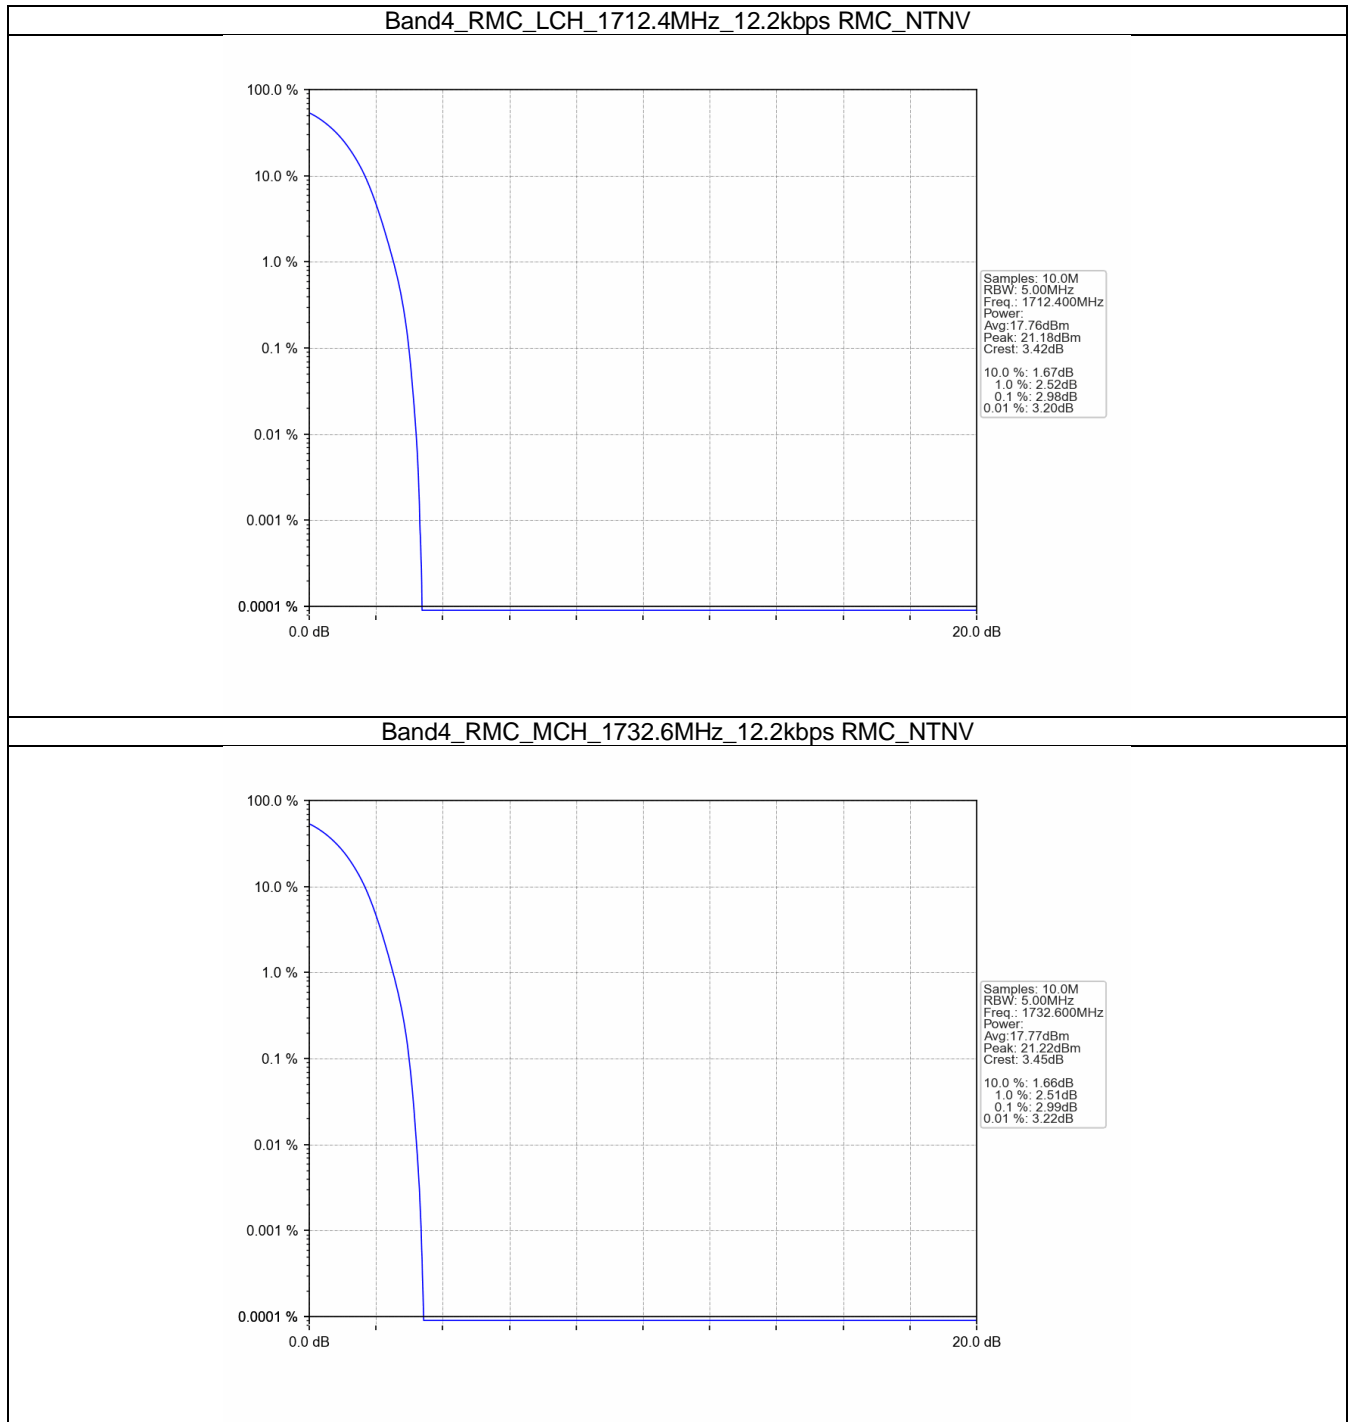 Band4_RMC_LCH_1712.4MHz_12.2kbps RMC_NTNV
100.0 %
10.0 %
1.0 %
0.1 %
0.01 %
0.001 %
0.0001 %
0.0 dB
20.0 dB
Samples: 10.0M
RBW: 5.00MHz
Freq.: 1712.400MHz
Power:
Avg:17.76dBm
Peak: 21.18dBm
Crest: 3.42dB
10.0 %: 1.67dB
1.0 %: 2.52dB
0.1 %: 2.98dB
0.01 %: 3.20dB
Band4_RMC_MCH_1732.6MHz_12.2kbps RMC_NTNV
100.0 %
10.0 %
1.0 %
0.1 %
0.01 %
0.001 %
0.0001 %
0.0 dB
20.0 dB
Samples: 10.0M
RBW: 5.00MHz
Freq.: 1732.600MHz
Power:
Avg:17.77dBm
Peak: 21.22dBm
Crest: 3.45dB
10.0 %: 1.66dB
1.0 %: 2.51dB
0.1 %: 2.99dB
0.01 %: 3.22dB